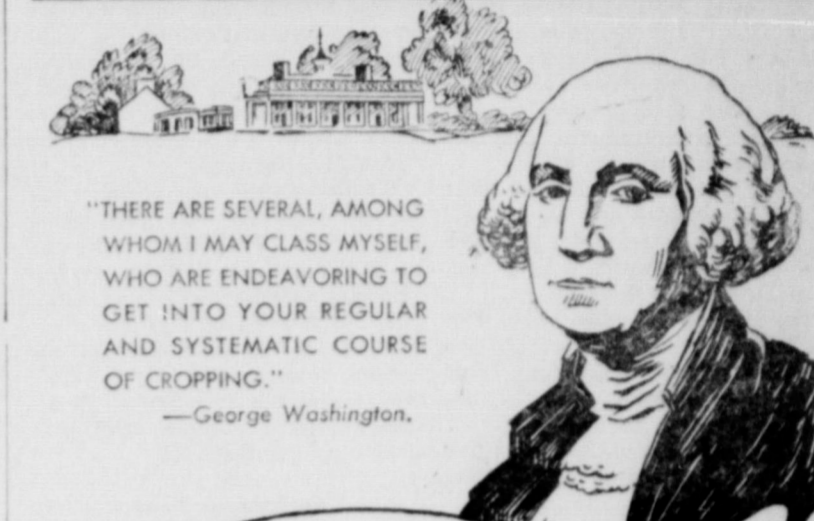 "THERE ARE SEVERAL, AMONG
WHOM I MAY CLASS MYSELF,
WHO ARE ENDEAVORING TO
GET INTO YOUR REGULAR
AND SYSTEMATIC COURSE
OF CROPPING."
—George Washington.